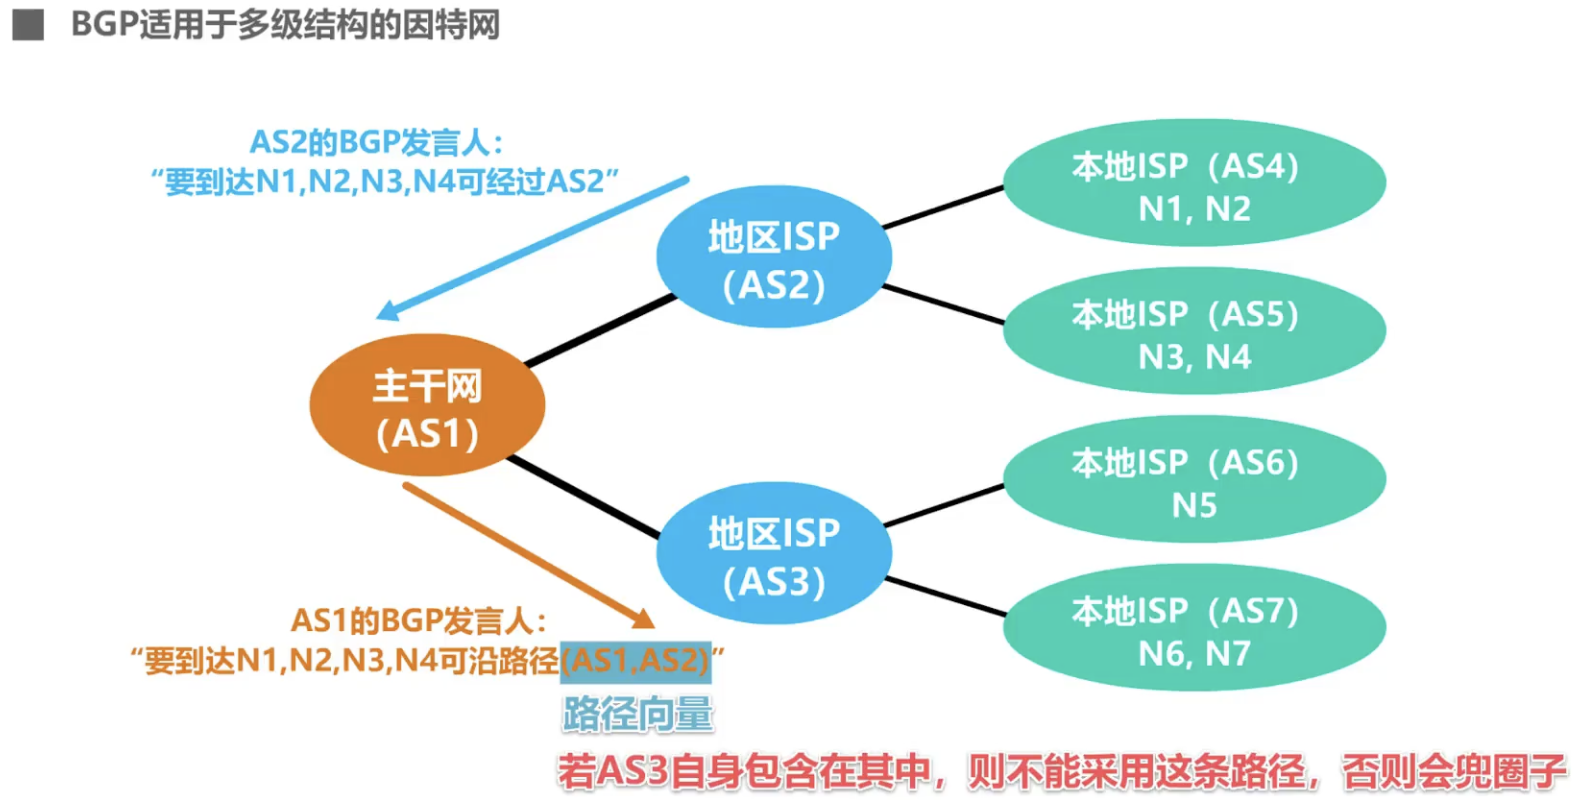 BGP适用于多级结构的因特网
AS2的BGP发言人：
“要到达N1,N2,N3,N4可经过AS2”
地区ISP
（AS2）
本地ISP（AS4）
N1, N2
本地ISP（AS5）
N3, N4
主干网
（AS1）
本地ISP（AS6）
N5
地区ISP
（AS3）
本地ISP（AS7）
N6, N7
AS1的BGP发言人：
“要到达N1,N2,N3,N4可沿路径(AS1,AS2)”
路径向量
若AS3自身包含在其中，则不能采用这条路径，否则会兜圈子